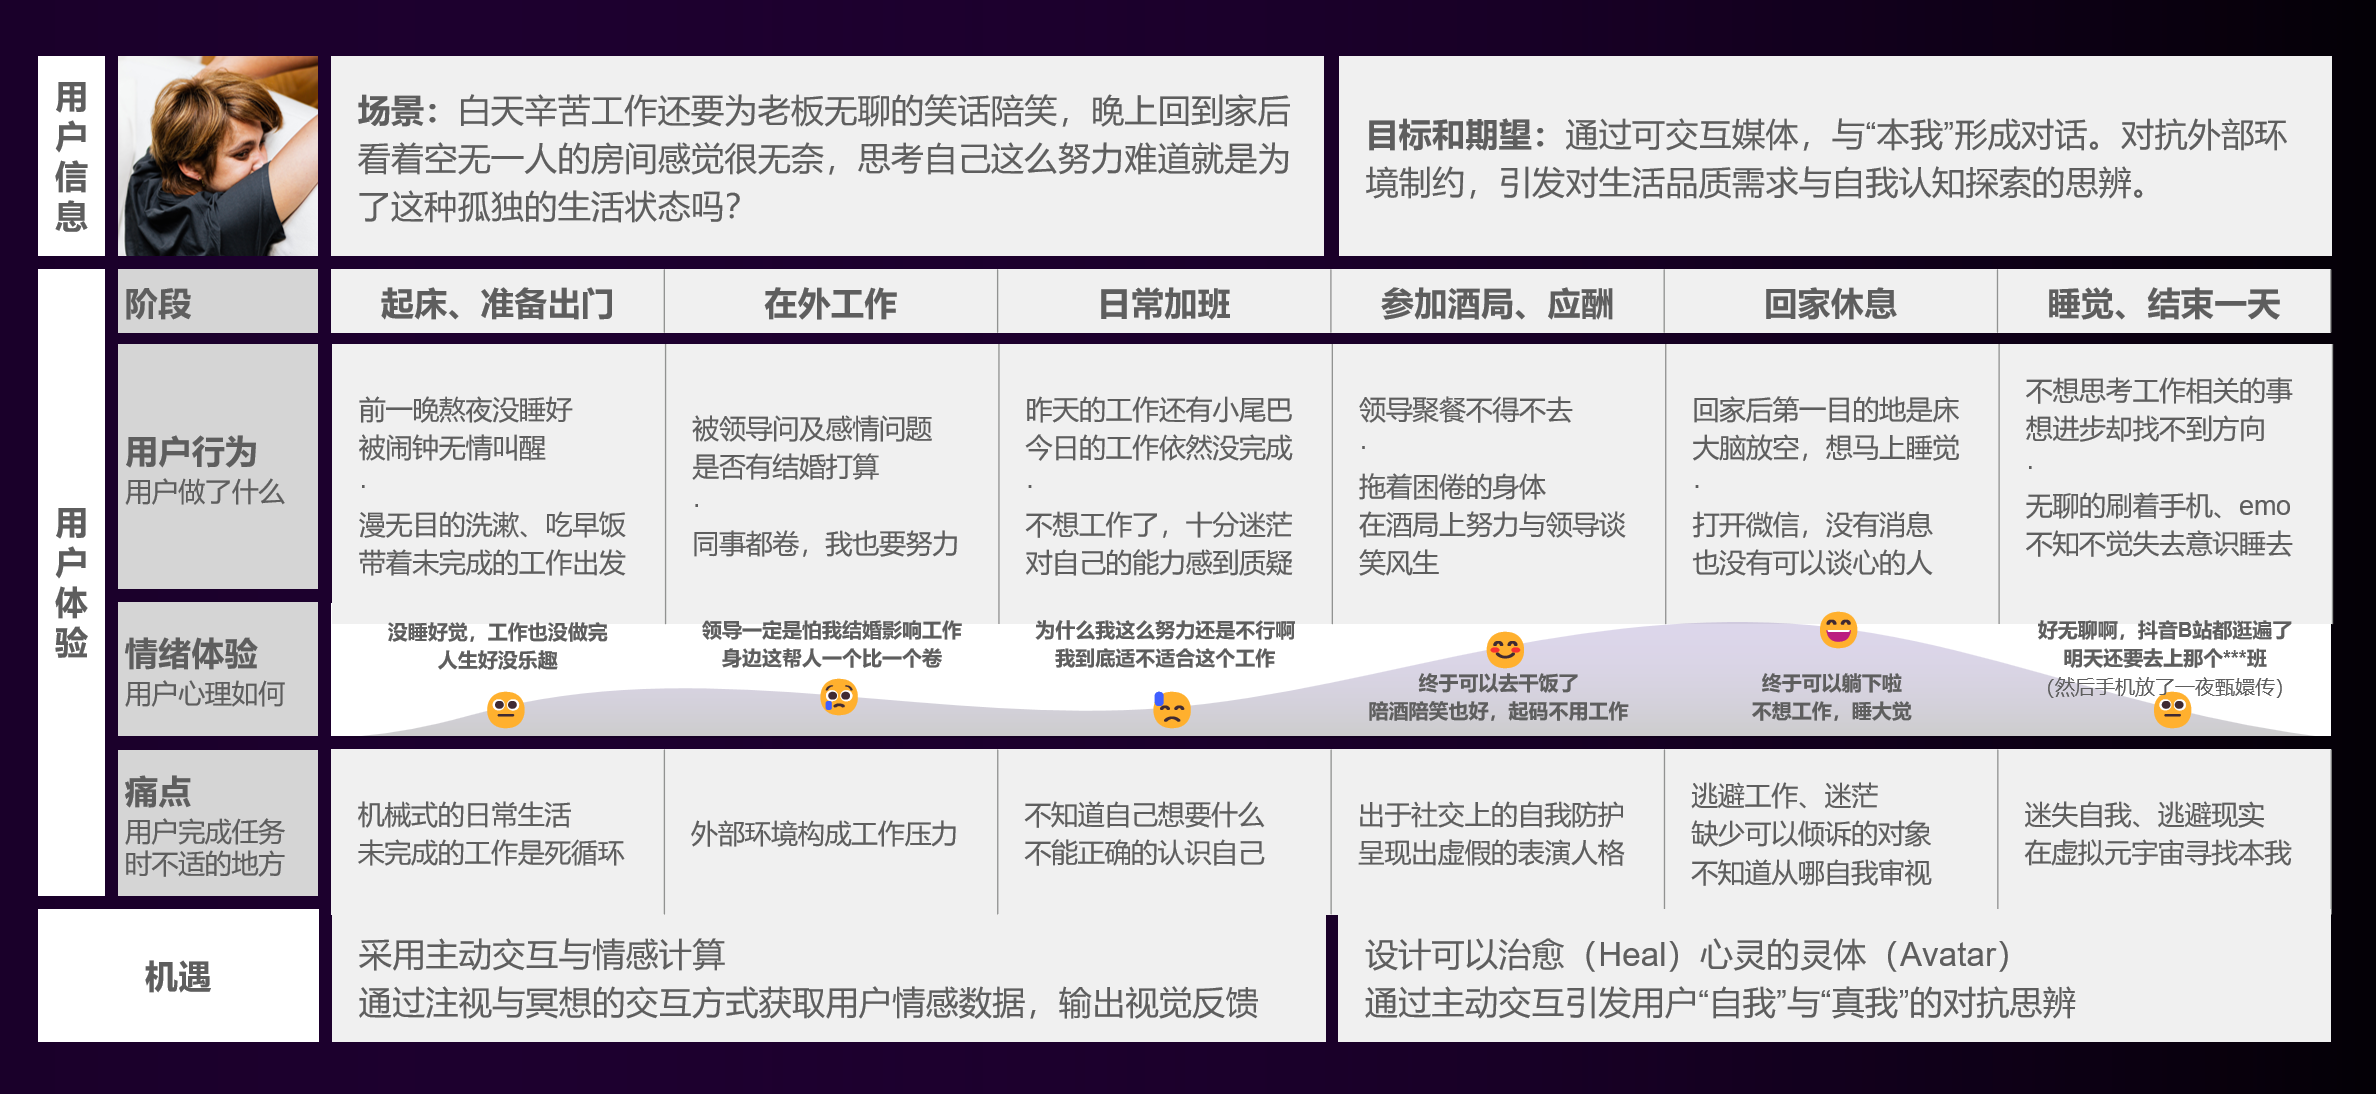 用户信息
场景：白天辛苦工作还要为老板无聊的笑话陪笑，晚上回到家后
看着空无一人的房间感觉很无奈，思考自己这么努力难道就是为
了这种孤独的生活状态吗？
目标和期望：通过可交互媒体，与“本我”形成对话。对抗外部环
境制约，引发对生活品质需求与自我认知探索的思辨。
用户体验
阶段
起床、准备出门
在外工作
日常加班
参加酒局、应酬
回家休息
睡觉、结束一天
用户行为
用户做了什么
前一晚熬夜没睡好
被闹钟无情叫醒
·
漫无目的洗漱、吃早饭
带着未完成的工作出发
被领导问及感情问题
是否有结婚打算
·
同事都卷，我也要努力
昨天的工作还有小尾巴
今日的工作依然没完成
·
不想工作了，十分迷茫
对自己的能力感到质疑
领导聚餐不得不去
·
拖着困倦的身体
在酒局上努力与领导谈
笑风生
回家后第一目的地是床
大脑放空，想马上睡觉
·
打开微信，没有消息
也没有可以谈心的人
不想思考工作相关的事
想进步却找不到方向
·
无聊的刷着手机、emo
不知不觉失去意识睡去
情绪体验
用户心理如何
没睡好觉，工作也没做完
人生好没乐趣
领导一定是怕我结婚影响工作
身边这帮人一个比一个卷
为什么我这么努力还是不行啊
我到底适不适合这个工作
终于可以去干饭了
陪酒陪笑也好，起码不用工作
终于可以躺下啦
不想工作，睡大觉
好无聊啊，抖音B站都逛遍了
明天还要去上那个***班
(然后手机放了一夜甄嬛传)
痛点
用户完成任务
时不适的地方
机械式的日常生活
未完成的工作是死循环
外部环境构成工作压力
不知道自己想要什么
不能正确的认识自己
出于社交上的自我防护
呈现出虚假的表演人格
逃避工作、迷茫
缺少可以倾诉的对象
不知道从哪自我审视
迷失自我、逃避现实
在虚拟元宇宙寻找本我
机遇
采用主动交互与情感计算
通过注视与冥想的交互方式获取用户情感数据，输出视觉反馈
设计可以治愈（Heal）心灵的灵体（Avatar）
通过主动交互引发用户“自我”与“真我”的对抗思辨